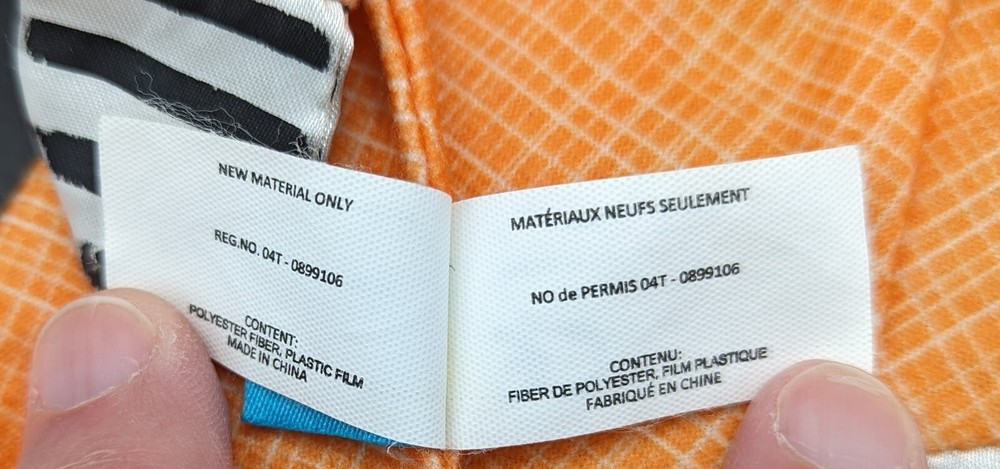 NEW MATERIAL ONLY
REG.NO. 04T - 0899106
CONTENT:
POLYESTER FIBER, PLASTIC FILM
MADE IN CHINA
MATÉRIAUX NEUFS SEULEMENT
NO de PERMIS 04T - 0899106
CONTENU:
FIBER DE POLYESTER, FILM PLASTIQUE
FABRIQUÉ EN CHINE